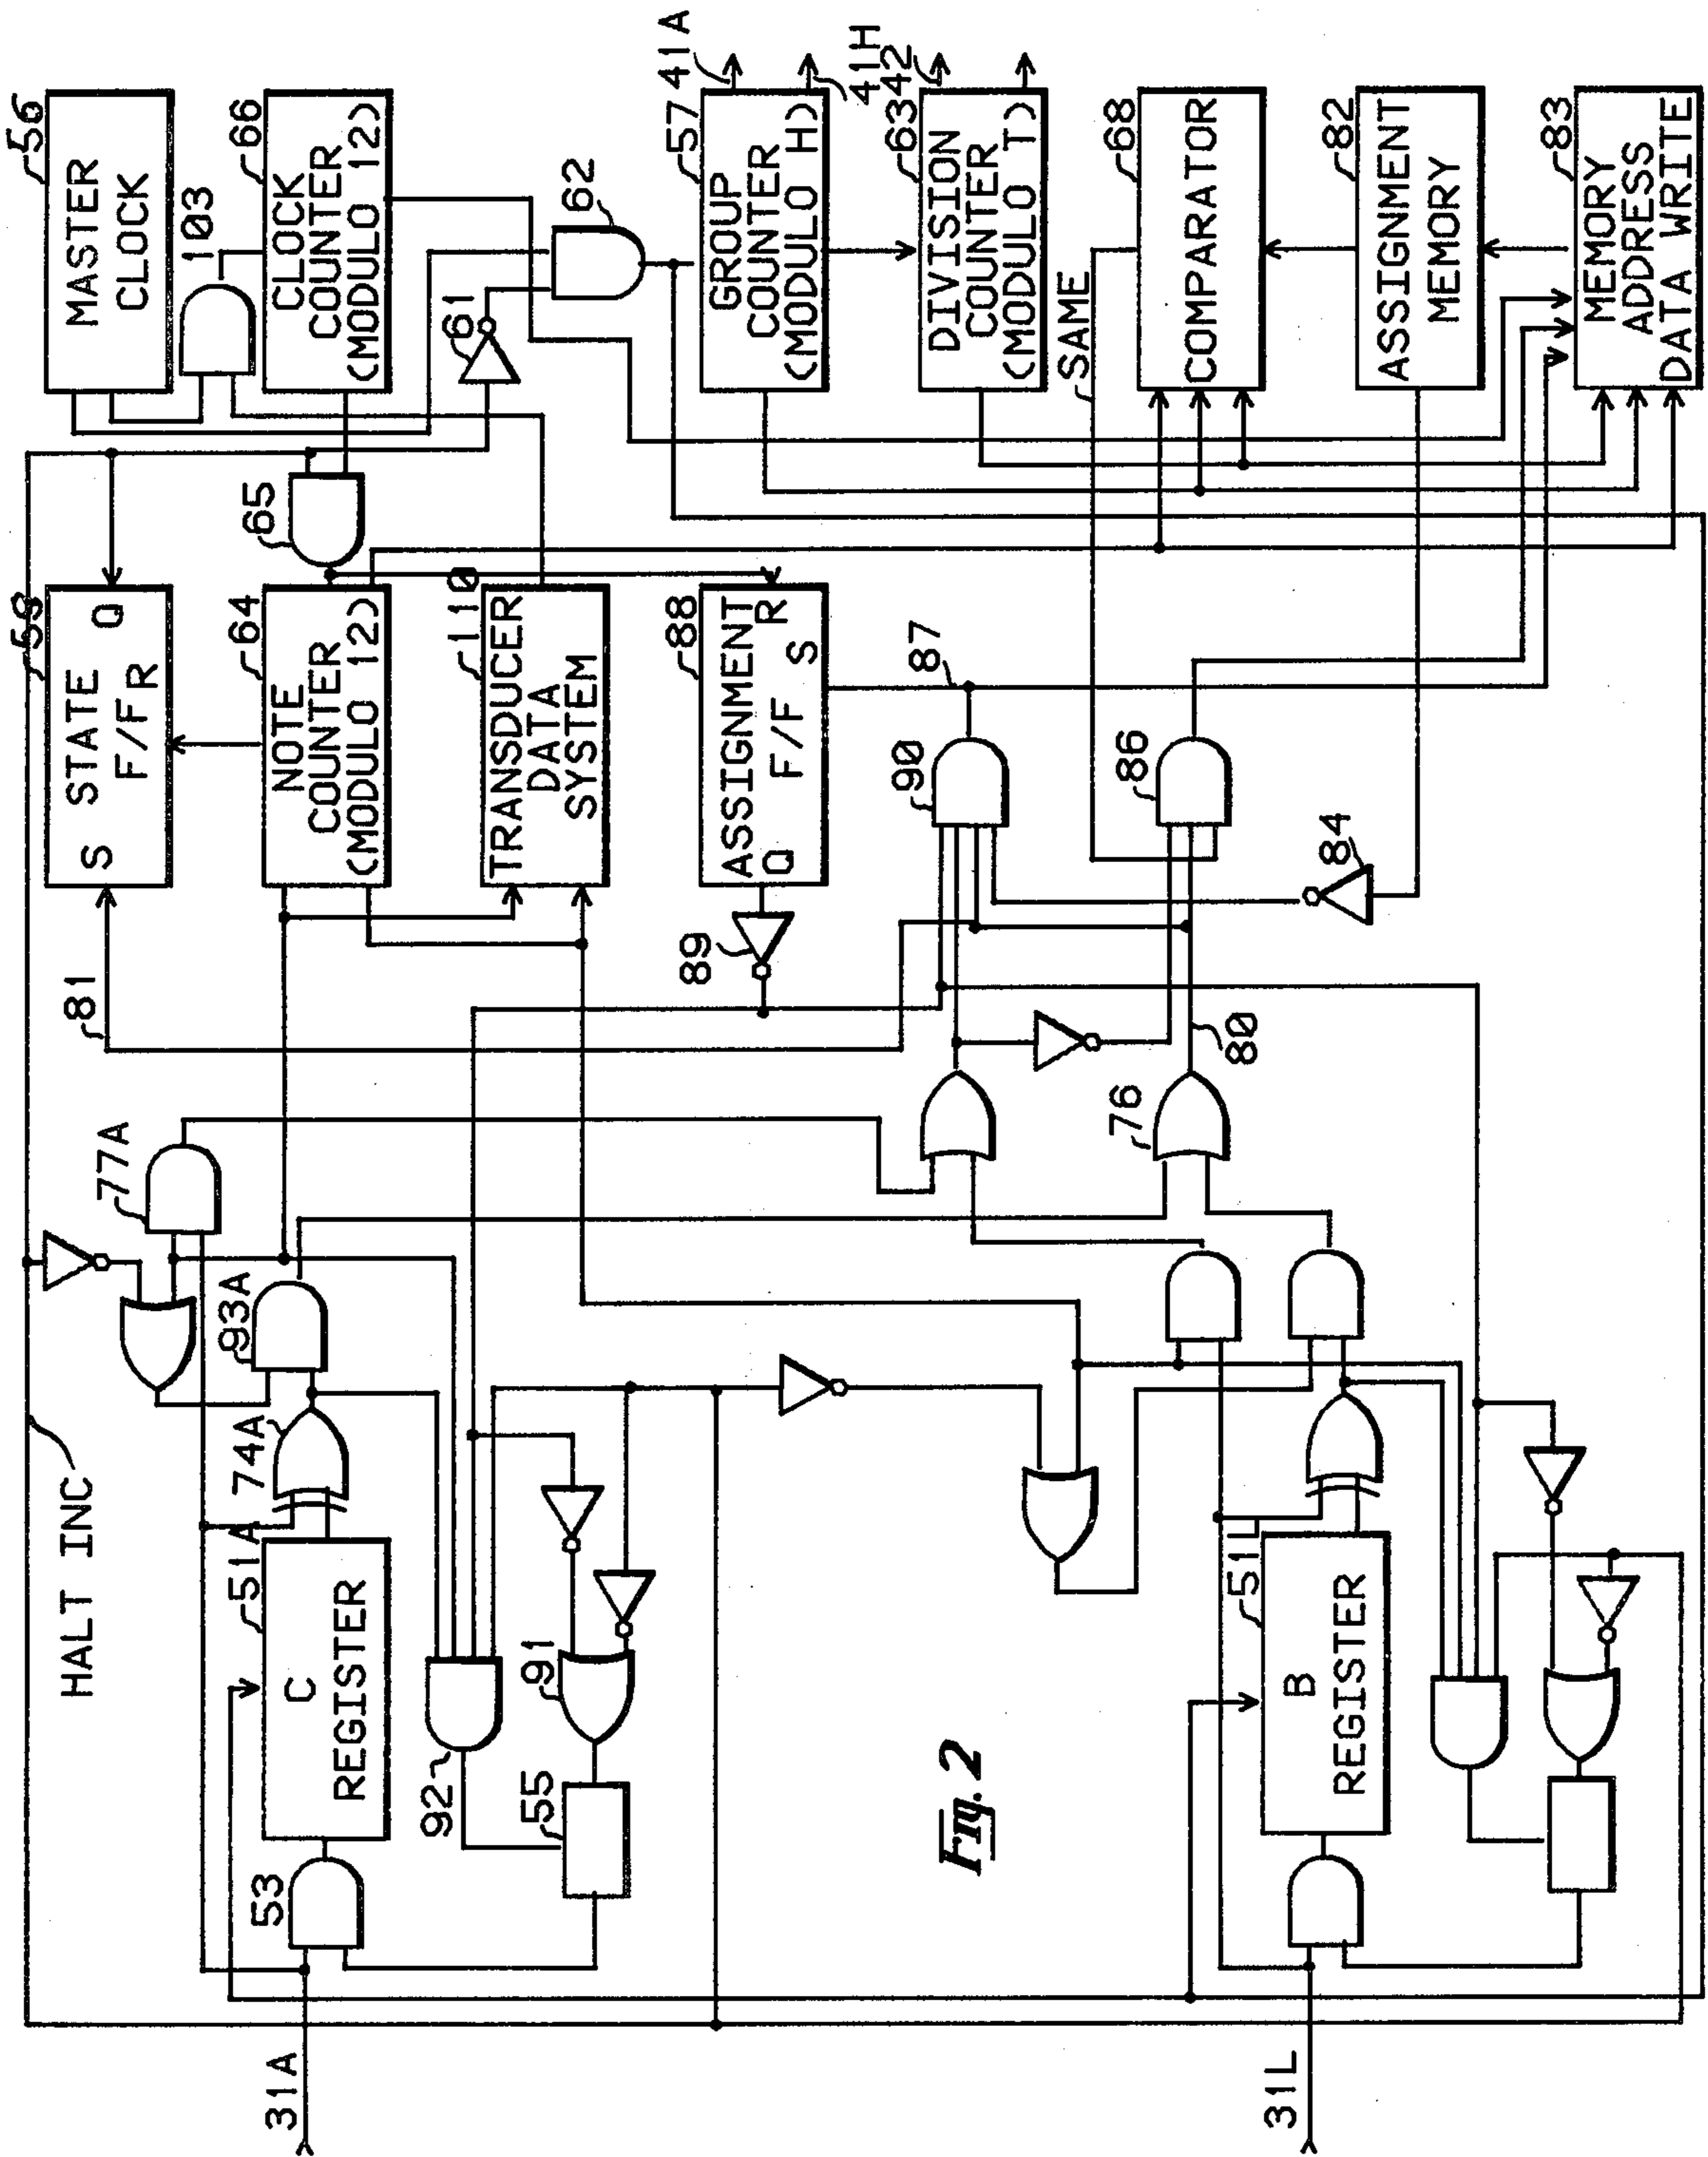 56
MASTER
CLOCK
103
66
CLOCK
COUNTER
(MODULO 12)
61
62
41A
57
GROUP
COUNTER
(MODULO H)
41H
42
63
DIVISION
COUNTER
(MODULO T)
SAME
68
COMPARATOR
82
ASSIGNMENT
MEMORY
83
MEMORY
ADDRESS
DATA WRITE
65
S STATE Q
F/F R
64
NOTE
COUNTER
(MODULO 12)
110
TRANSDUCER
DATA
SYSTEM
88
ASSIGNMENT R
Q F/F S
87
90
86
84
81
89
80
76
77A
93A
74A
HALT INC
51A
C
REGISTER
53
92
91
55
51L
B
REGISTER
31A
31L
Fig. 2